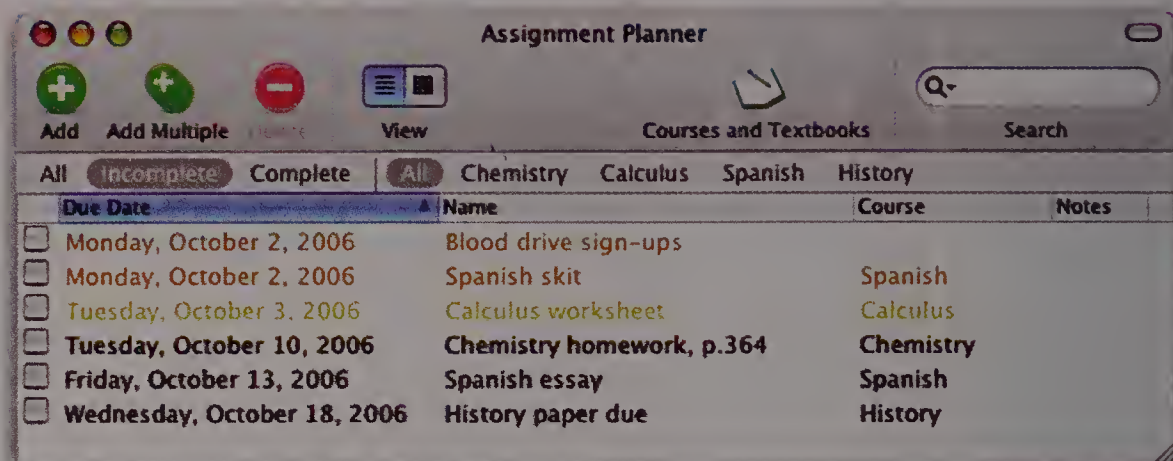 Assignment Planner
Add Add Multiple Delete View Courses and Textbooks Search
All Incomplete Complete All Chemistry Calculus Spanish History
Due Date Name Course Notes
Monday, October 2, 2006 Blood drive sign-ups
Monday, October 2, 2006 Spanish skit Spanish
Tuesday, October 3, 2006 Calculus worksheet Calculus
Tuesday, October 10, 2006 Chemistry homework, p.364 Chemistry
Friday, October 13, 2006 Spanish essay Spanish
Wednesday, October 18, 2006 History paper due History